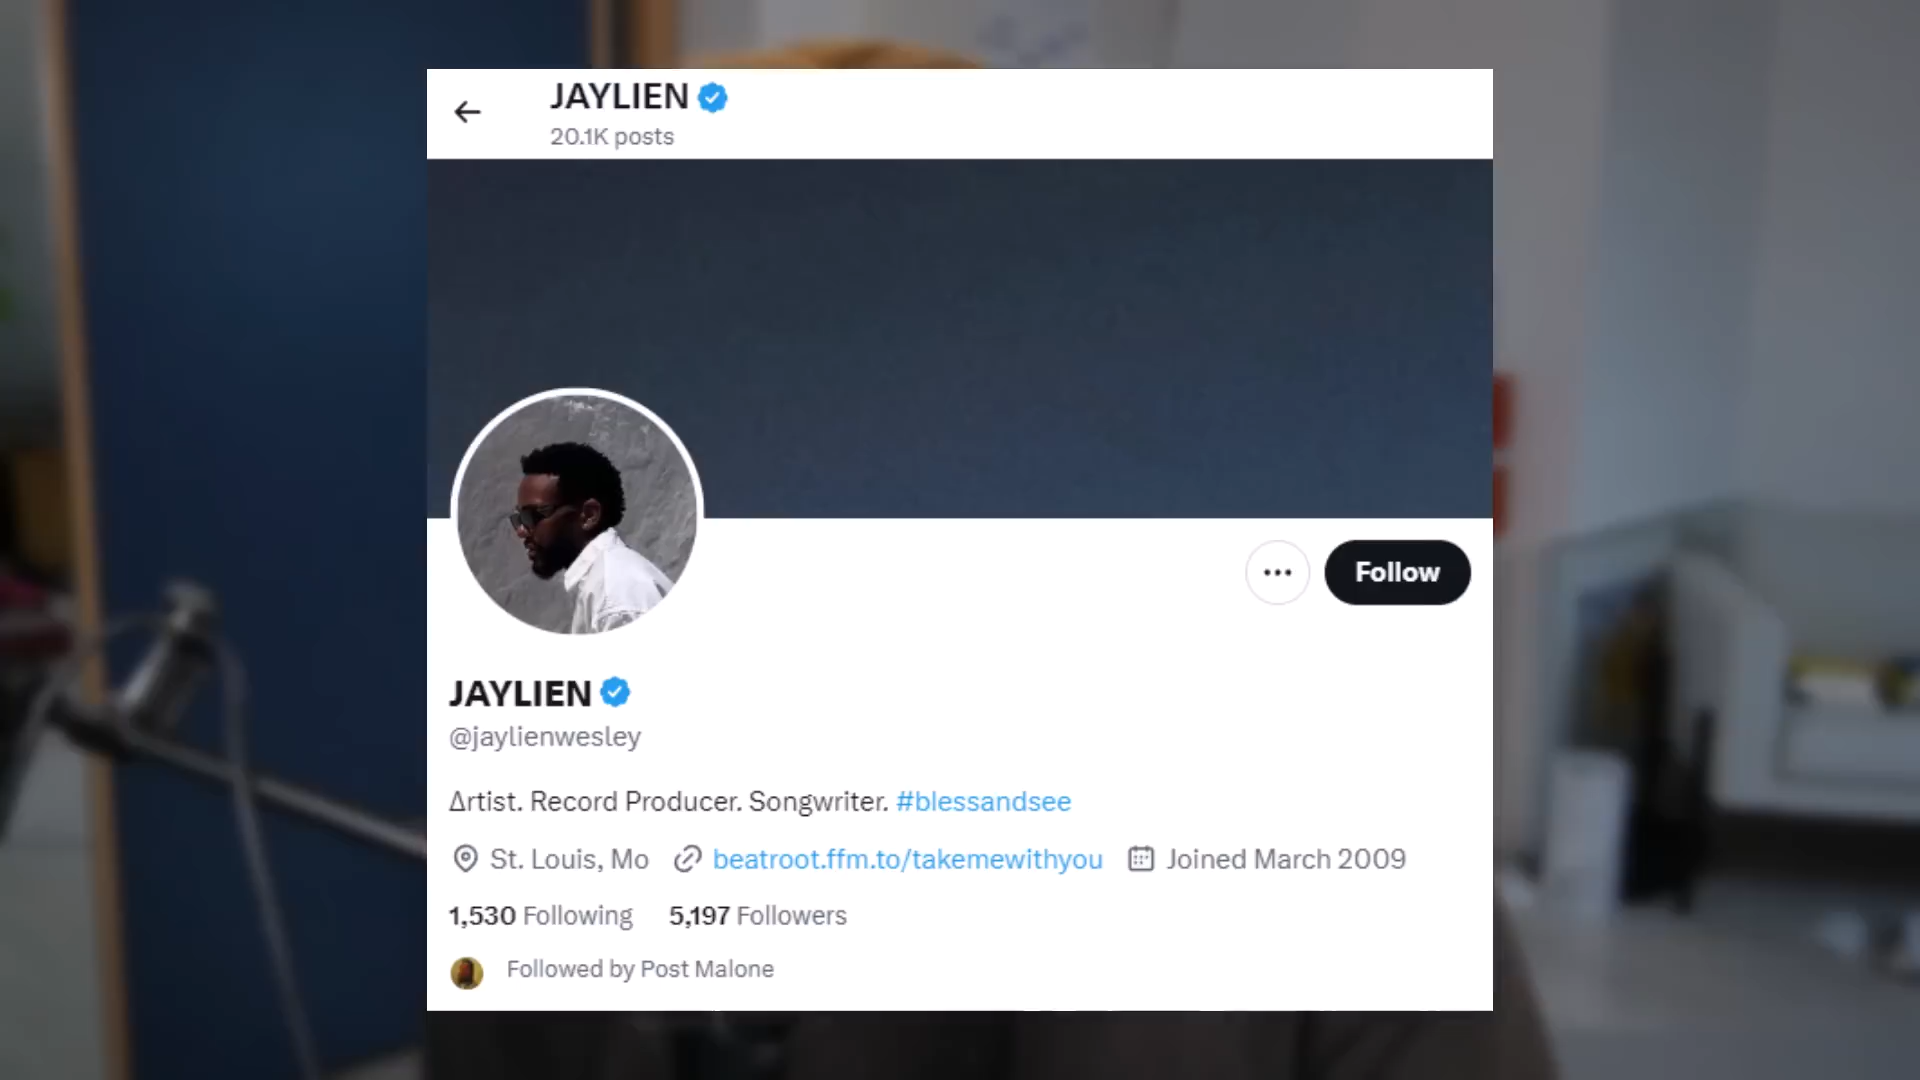 JAYLIEN
20.1K posts
Follow
JAYLIEN
@jaylienwesley
Δrtist. Record Producer. Songwriter. #blessandsee
St. Louis, Mo beatroot.ffm.to/takemewithyou Joined March 2009
1,530 Following 5,197 Followers
Followed by Post Malone